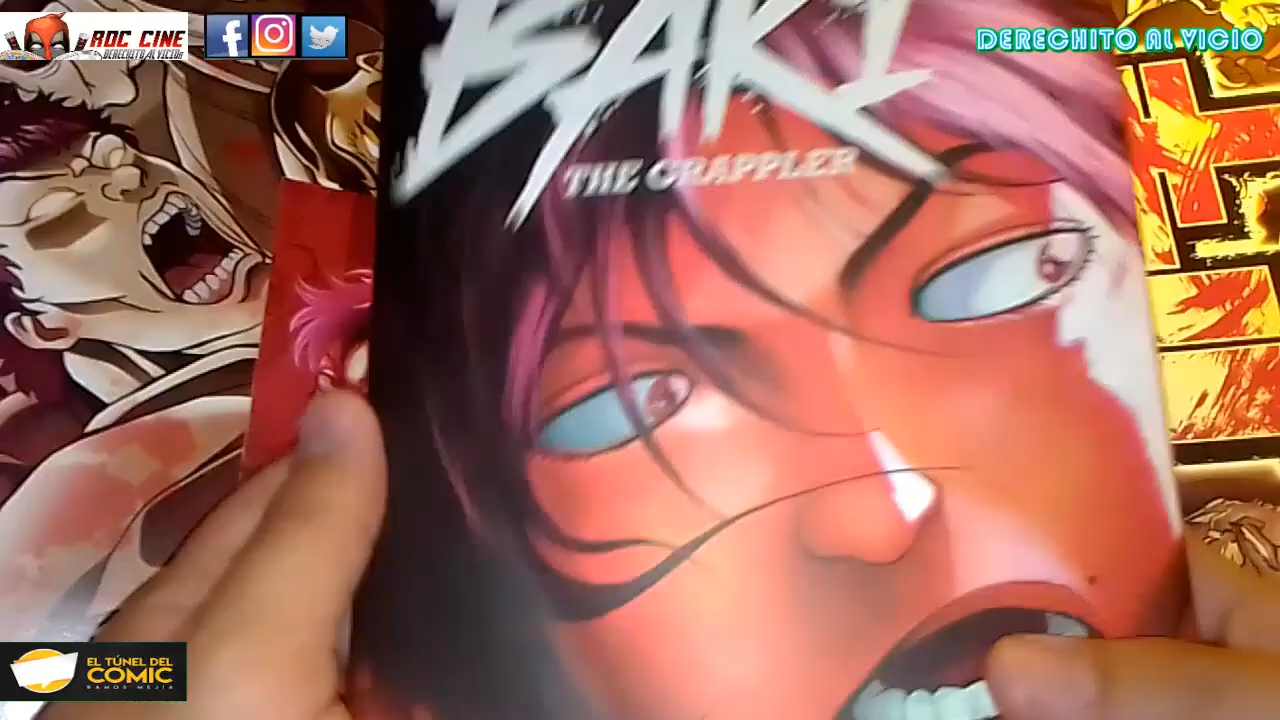 ROC CINE
DERECHITO AL VICIO!!
DERECHITO AL VICIO
BAKI
THE GRAPPLER
EL TÚNEL DEL
COMIC
RAMOS MEJÍA